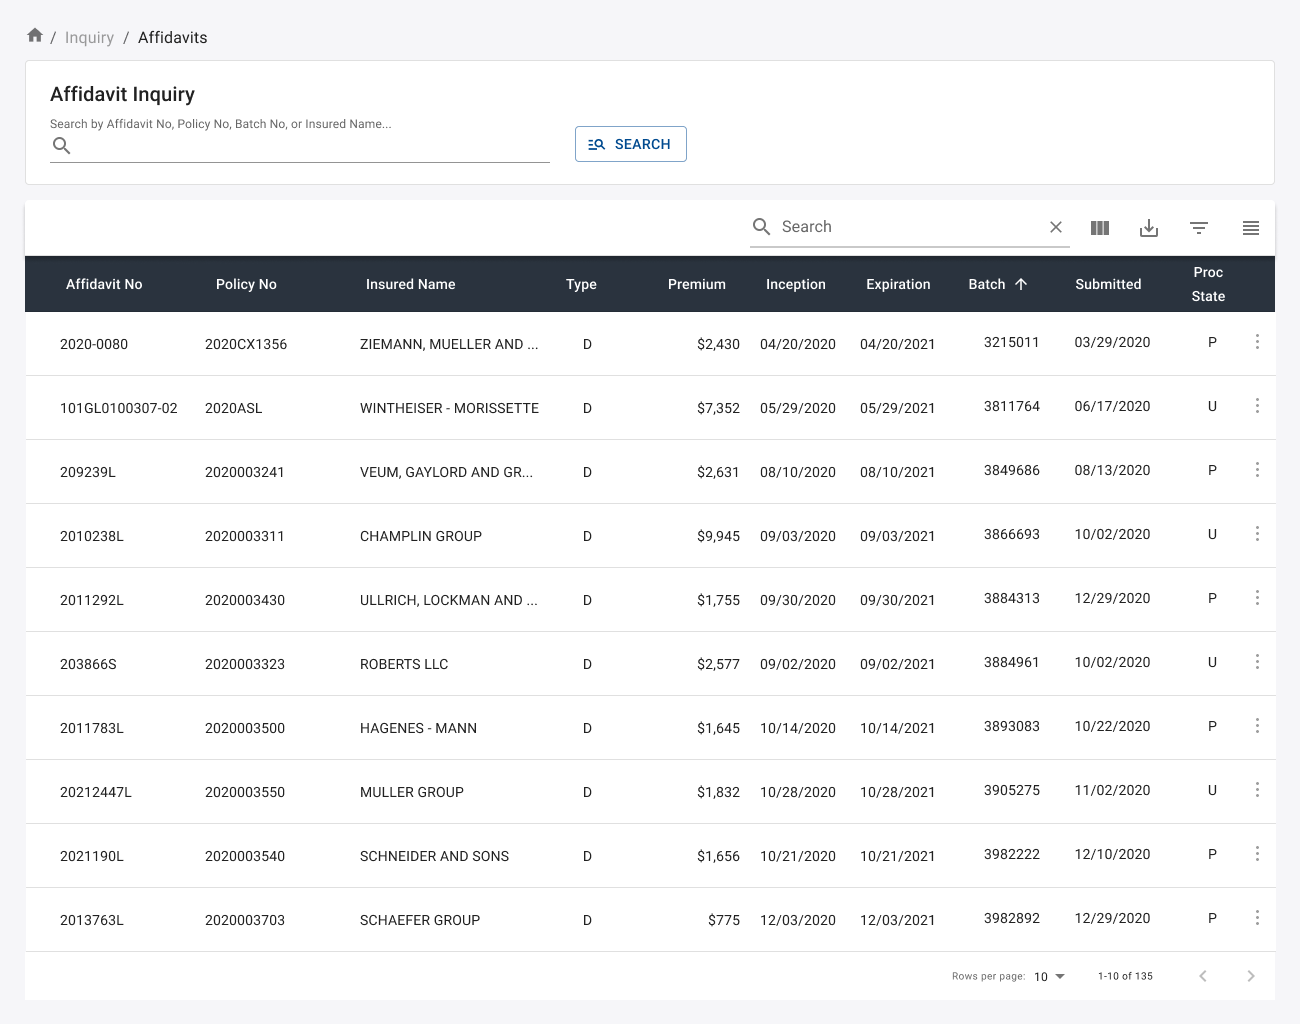 / Inquiry / Affidavits
Affidavit Inquiry
Search by Affidavit No, Policy No, Batch No, or Insured Name...
SEARCH
Search
Affidavit No Policy No Insured Name Type Premium Inception Expiration Batch Submitted Proc State
2020-0080 2020CX1356 ZIEMANN, MUELLER AND ... D $2,430 04/20/2020 04/20/2021 3215011 03/29/2020 P
101GL0100307-02 2020ASL WINTHEISER - MORISSETTE D $7,352 05/29/2020 05/29/2021 3811764 06/17/2020 U
209239L 2020003241 VEUM, GAYLORD AND GR... D $2,631 08/10/2020 08/10/2021 3849686 08/13/2020 P
2010238L 2020003311 CHAMPLIN GROUP D $9,945 09/03/2020 09/03/2021 3866693 10/02/2020 U
2011292L 2020003430 ULLRICH, LOCKMAN AND ... D $1,755 09/30/2020 09/30/2021 3884313 12/29/2020 P
203866S 2020003323 ROBERTS LLC D $2,577 09/02/2020 09/02/2021 3884961 10/02/2020 U
2011783L 2020003500 HAGENES - MANN D $1,645 10/14/2020 10/14/2021 3893083 10/22/2020 P
20212447L 2020003550 MULLER GROUP D $1,832 10/28/2020 10/28/2021 3905275 11/02/2020 U
2021190L 2020003540 SCHNEIDER AND SONS D $1,656 10/21/2020 10/21/2021 3982222 12/10/2020 P
2013763L 2020003703 SCHAEFER GROUP D $775 12/03/2020 12/03/2021 3982892 12/29/2020 P
Rows per page: 10 1-10 of 135